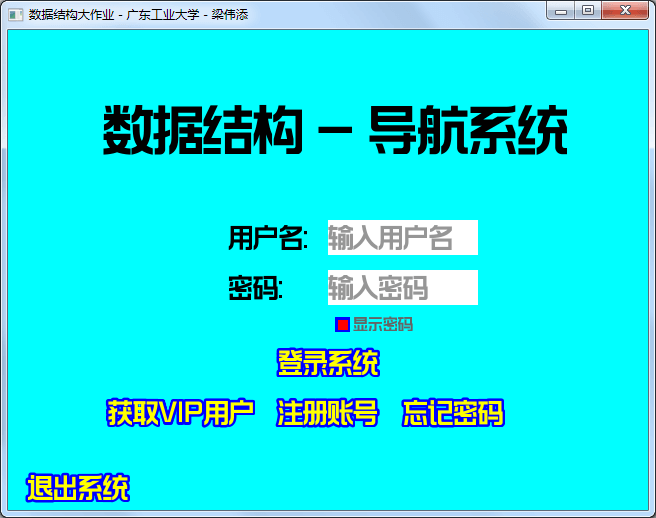 数据结构大作业 - 广东工业大学 - 梁伟添
数据结构 - 导航系统
用户名: 输入用户名
密码: 输入密码
显示密码
登录系统
获取VIP用户 注册账号 忘记密码
退出系统